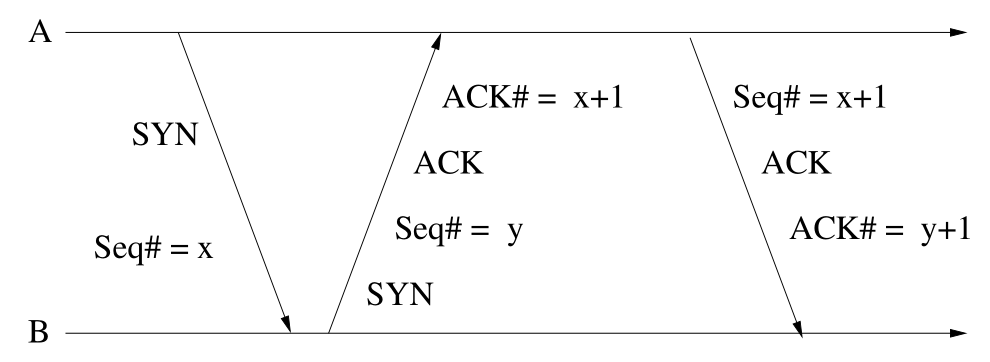 A
SYN
Seq# = x
ACK# = x+1
ACK
Seq# = y
SYN
Seq# = x+1
ACK
ACK# = y+1
B